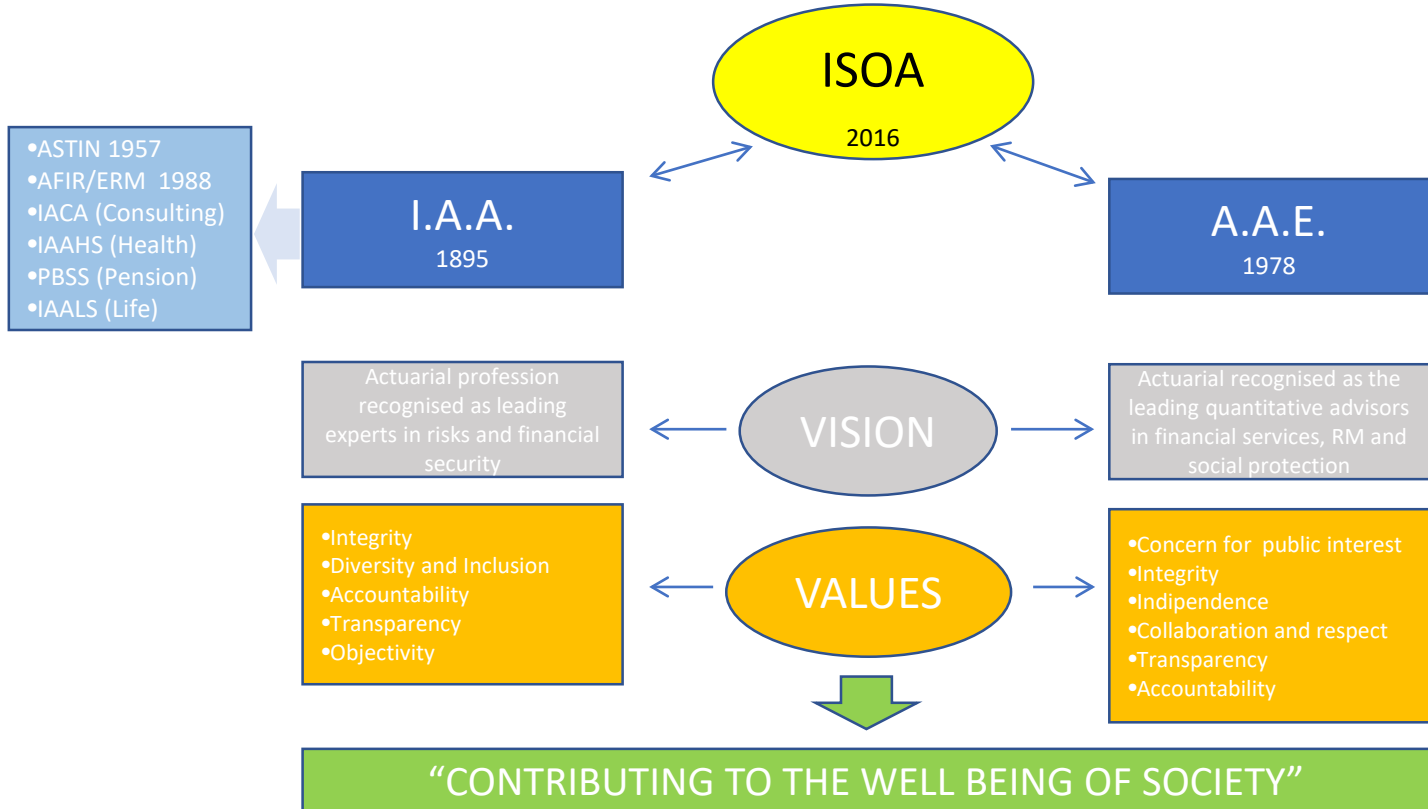 ISOA
2016
•ASTIN 1957
•AFIR/ERM 1988
•IACA (Consulting)
•IAAHS (Health)
•PBSS (Pension)
•IAALS (Life)
I.A.A.
1895
A.A.E.
1978
Actuarial profession
recognised as leading
experts in risks and financial
security
VISION
Actuarial recognised as the
leading quantitative advisors
in financial services, RM and
social protection
•Integrity
•Diversity and Inclusion
•Accountability
•Transparency
•Objectivity
VALUES
•Concern for public interest
•Integrity
•Indipendence
•Collaboration and respect
•Transparency
•Accountability
“CONTRIBUTING TO THE WELL BEING OF SOCIETY”